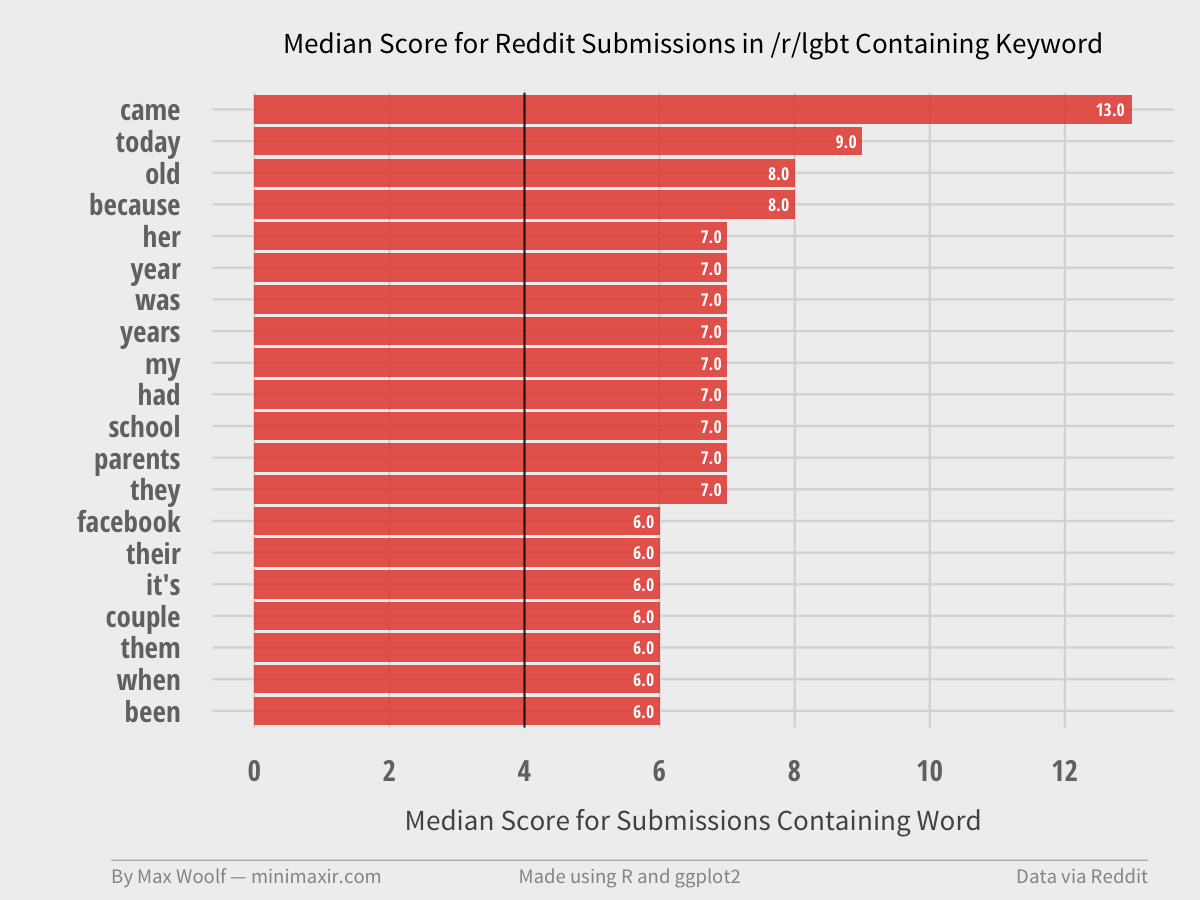 Median Score for Reddit Submissions in /r/lgbt Containing Keyword
came 13.0
today 9.0
old 8.0
because 8.0
her 7.0
year 7.0
was 7.0
years 7.0
my 7.0
had 7.0
school 7.0
parents 7.0
they 7.0
facebook 6.0
their 6.0
it's 6.0
couple 6.0
them 6.0
when 6.0
been 6.0
0 2 4 6 8 10 12
Median Score for Submissions Containing Word
By Max Woolf — minimaxir.com Made using R and ggplot2 Data via Reddit